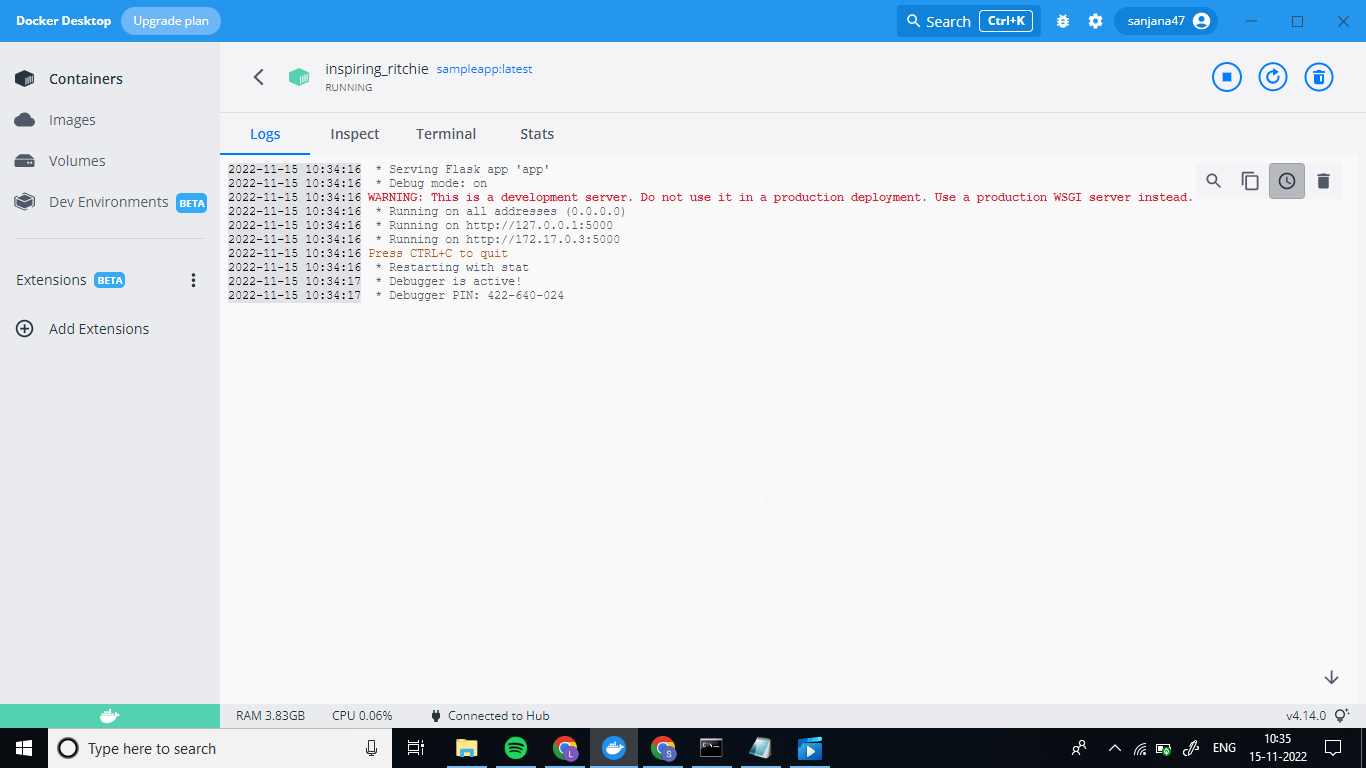 Docker Desktop Upgrade plan Search Ctrl+K sanjana47
Containers
Images
Volumes
Dev Environments BETA
Extensions BETA
Add Extensions
inspiring_ritchie sampleapp:latest
RUNNING
Logs Inspect Terminal Stats
2022-11-15 10:34:16 * Serving Flask app 'app'
2022-11-15 10:34:16 * Debug mode: on
2022-11-15 10:34:16 WARNING: This is a development server. Do not use it in a production deployment. Use a production WSGI server instead.
2022-11-15 10:34:16 * Running on all addresses (0.0.0.0)
2022-11-15 10:34:16 * Running on http://127.0.0.1:5000
2022-11-15 10:34:16 * Running on http://172.17.0.3:5000
2022-11-15 10:34:16 Press CTRL+C to quit
2022-11-15 10:34:16 * Restarting with stat
2022-11-15 10:34:17 * Debugger is active!
2022-11-15 10:34:17 * Debugger PIN: 422-640-024
RAM 3.83GB CPU 0.06% Connected to Hub v4.14.0
Type here to search L S ENG 10:35
15-11-2022